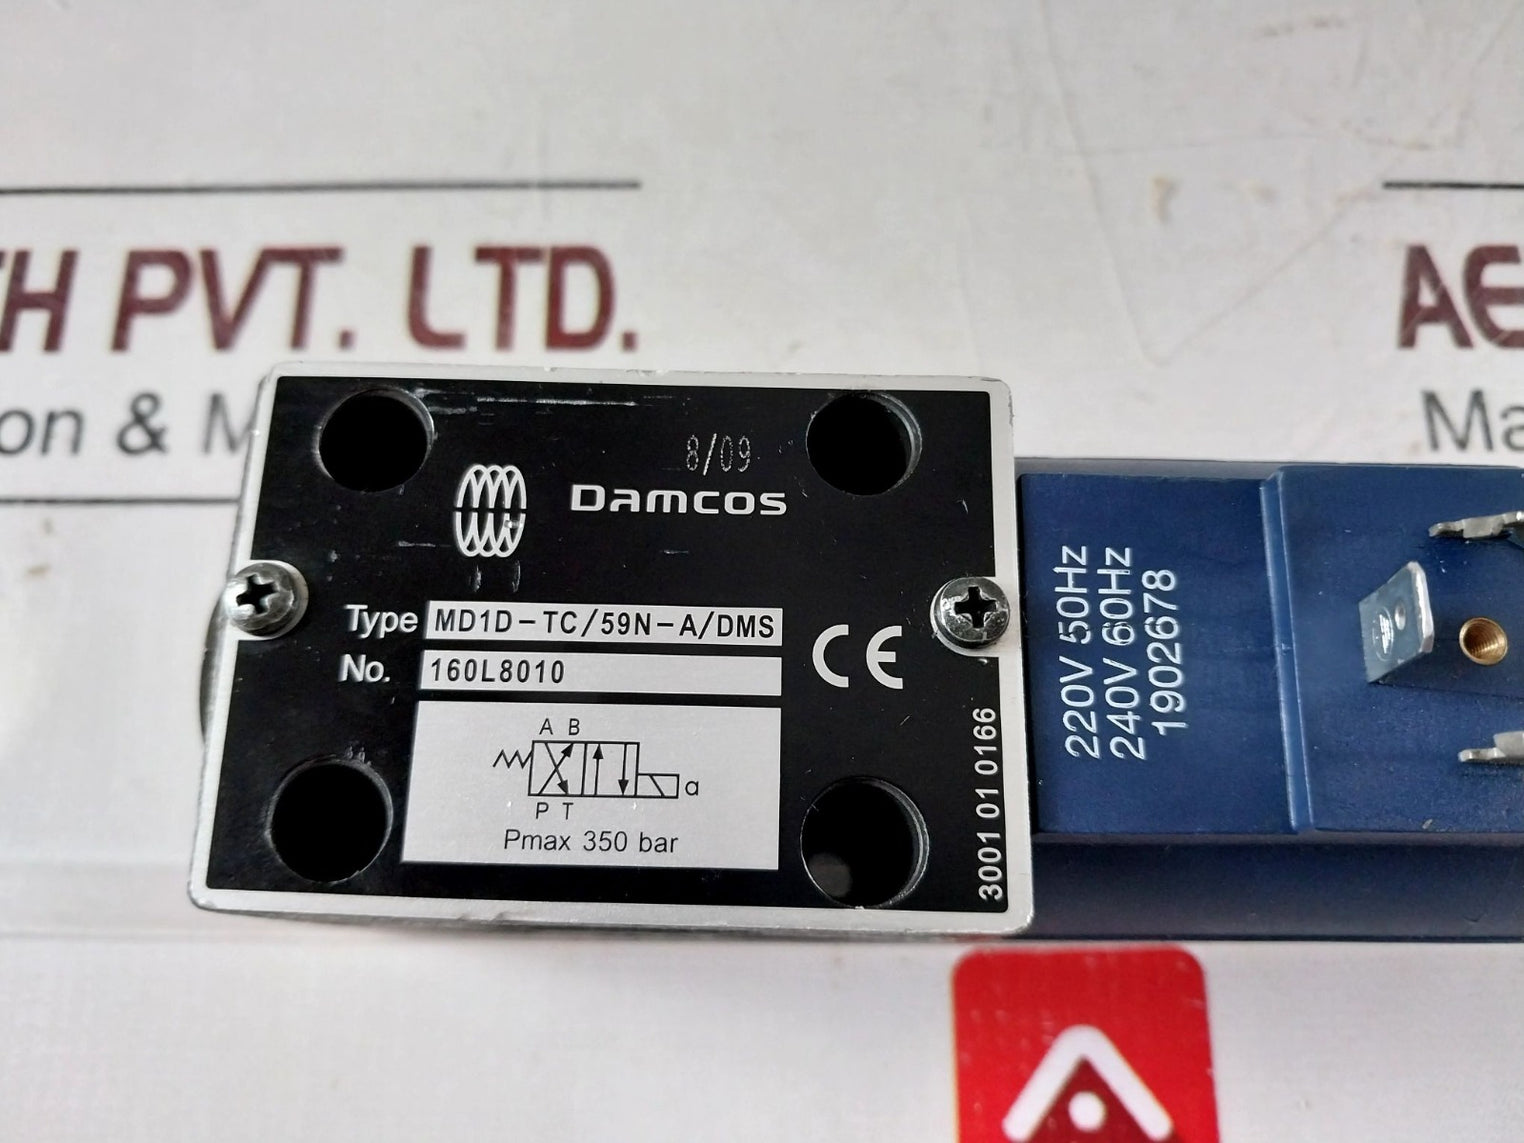 TH PVT. LTD.
AE
on & M
Ma
8/09
DAMCOS
Type MD1D-TC/59N-A/DMS
No. 160L8010
CE
A B
a
P T
Pmax 350 bar
3001 01 0166
220V 50Hz
240V 60Hz
1902678